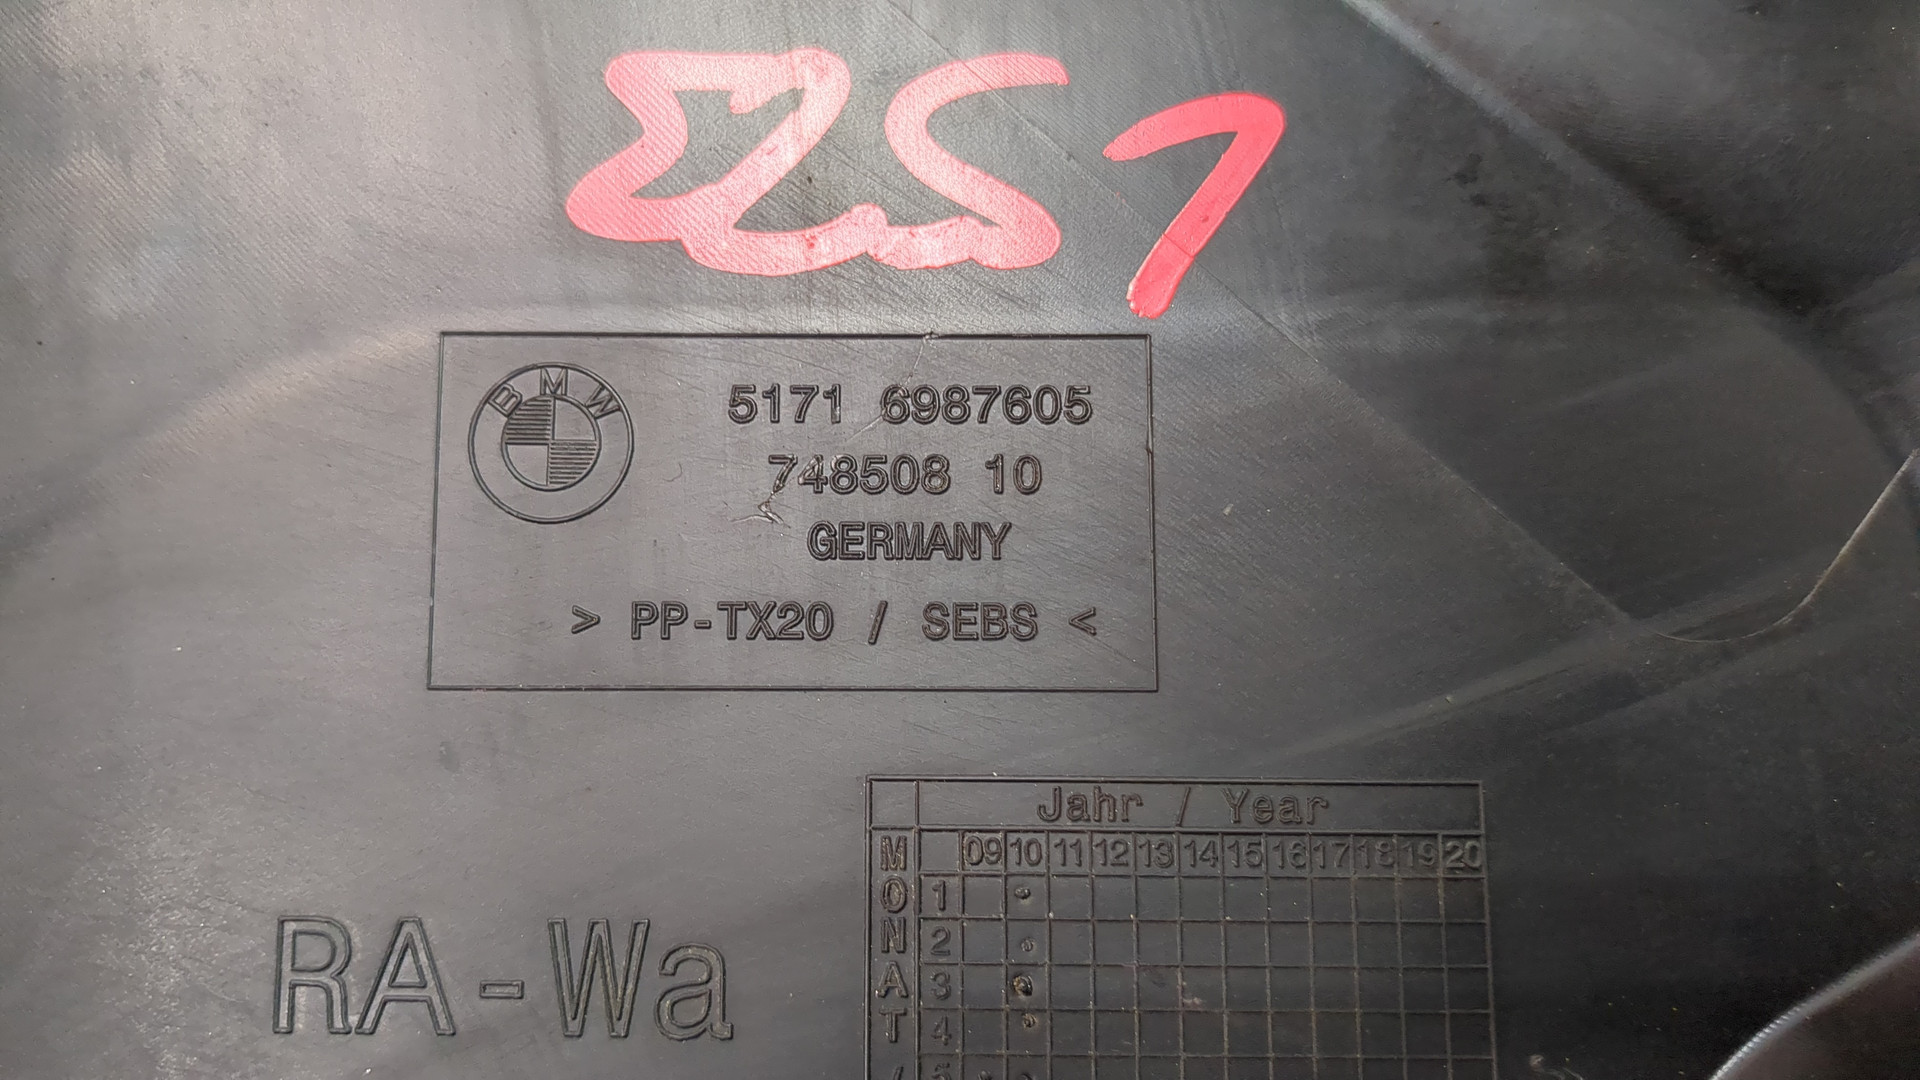 BMW
5171 6987605
748508 10
GERMANY
> PP-TX20 / SEBS <
Jahr / Year
09 10 11 12 13 14 15 16 17 18 19 20
MONAT
1
2
3
4
RA-Wa